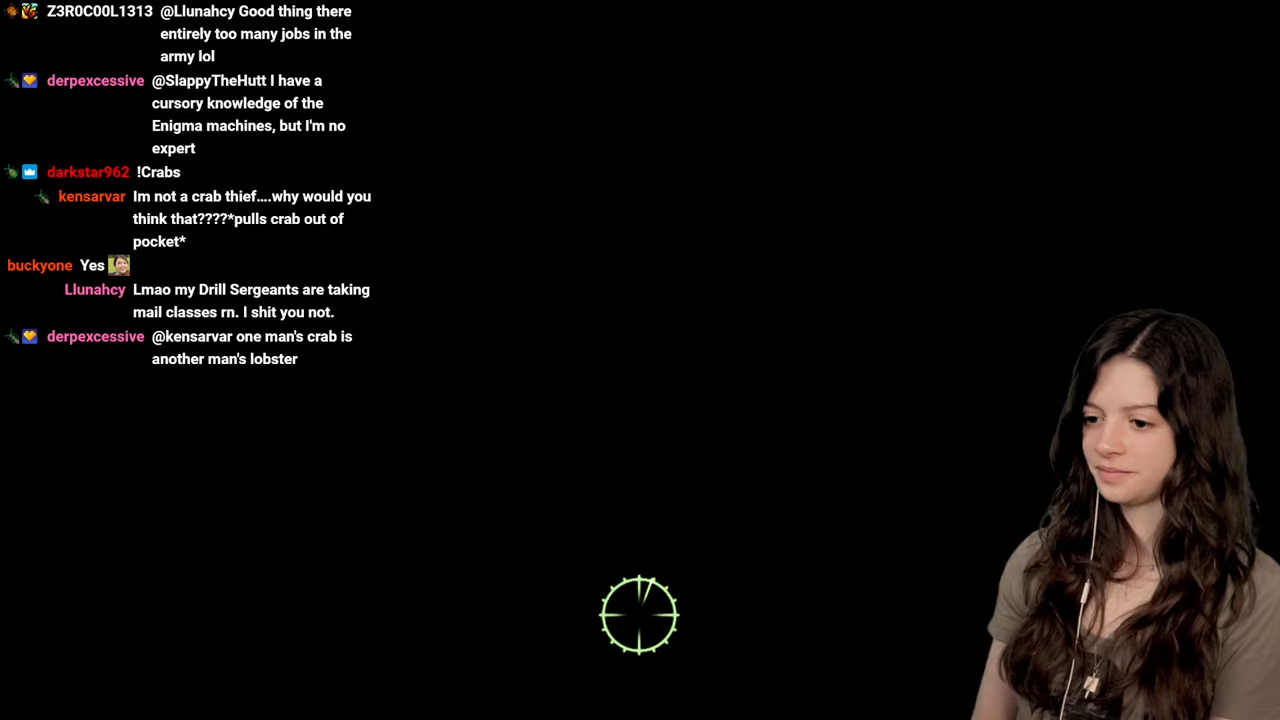 Z3R0C00L1313 @Llunahcy Good thing there
entirely too many jobs in the
army lol
derpexcessive @SlappyTheHutt I have a
cursory knowledge of the
Enigma machines, but I'm no
expert
darkstar962 !Crabs
kensarvar Im not a crab thief....why would you
think that????*pulls crab out of
pocket*
buckyone Yes
Llunahcy Lmao my Drill Sergeants are taking
mail classes rn. I shit you not.
derpexcessive @kensarvar one man's crab is
another man's lobster